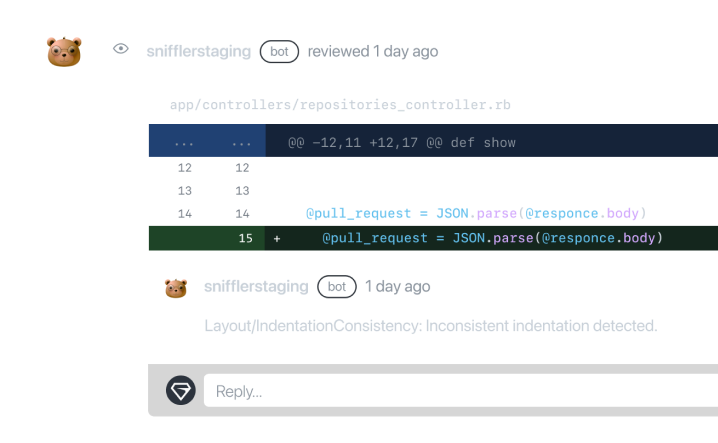 snifflerstaging bot reviewed 1 day ago
app/controllers/repositories_controller.rb
... ... @@ -12,11 +12,17 @@ def show
12 12
13 13
14 14 @pull_request = JSON.parse(@responce.body)
15 + @pull_request = JSON.parse(@responce.body)
snifflerstaging bot 1 day ago
Layout/IndentationConsistency: Inconsistent indentation detected.
Reply...